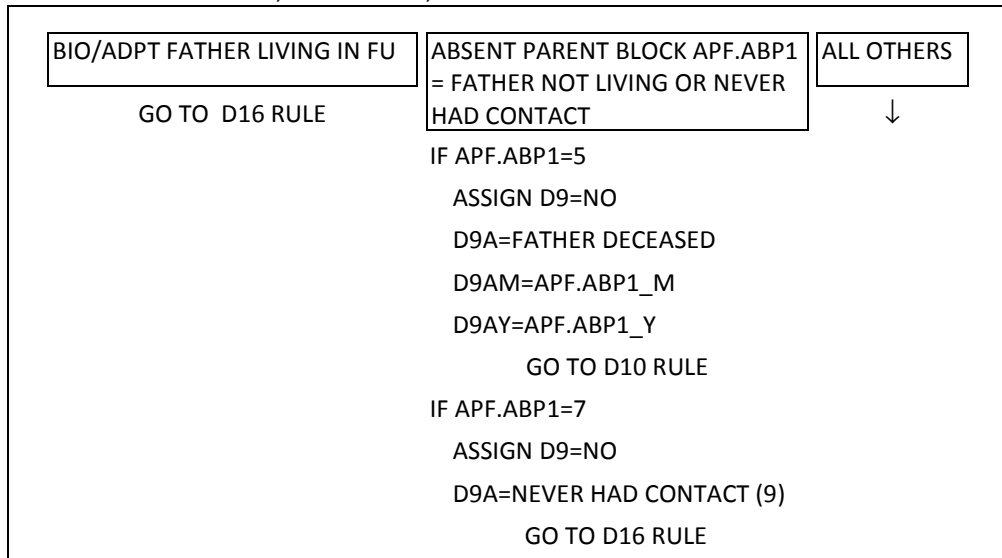 BIO/ADPT FATHER LIVING IN FU
GO TO D16 RULE
ABSENT PARENT BLOCK APF.ABP1
= FATHER NOT LIVING OR NEVER
HAD CONTACT
IF APF.ABP1=5
ASSIGN D9=NO
D9A=FATHER DECEASED
D9AM=APF.ABP1_M
D9AY=APF.ABP1_Y
GO TO D10 RULE
IF APF.ABP1=7
ASSIGN D9=NO
D9A=NEVER HAD CONTACT (9)
GO TO D16 RULE
ALL OTHERS
↓